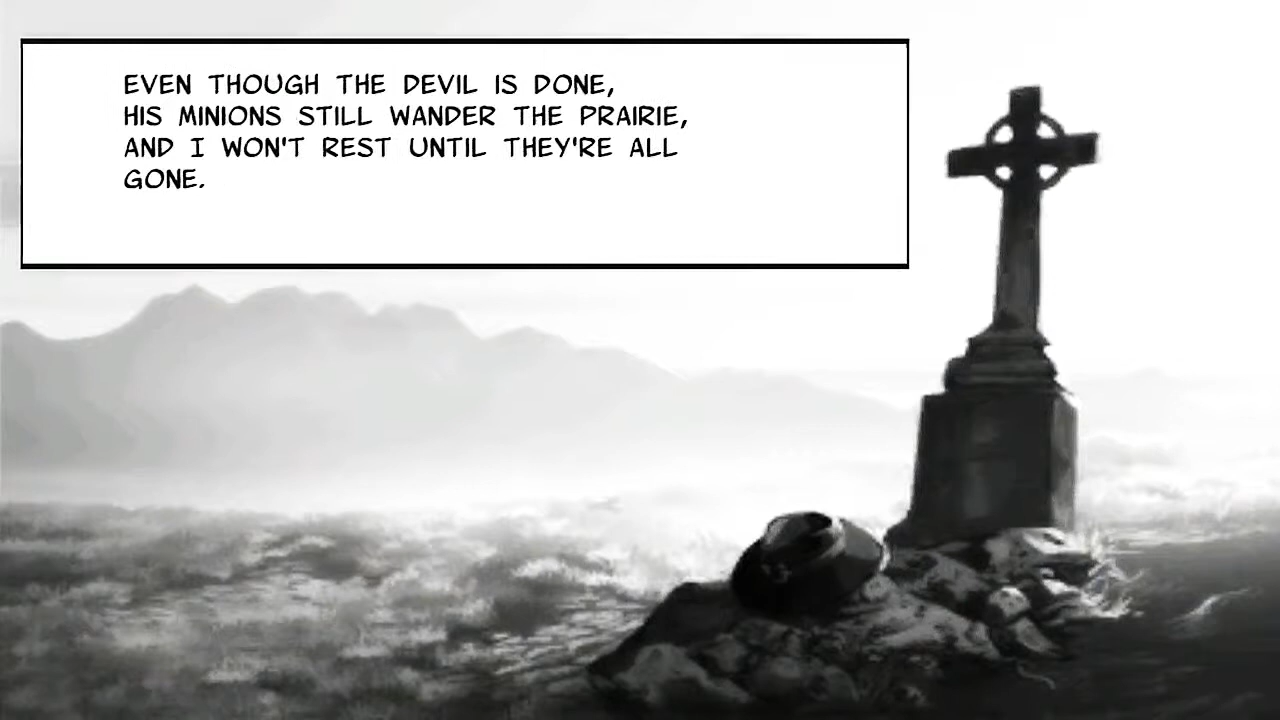 EVEN THOUGH THE DEVIL IS DONE,
HIS MINIONS STILL WANDER THE PRAIRIE,
AND I WON'T REST UNTIL THEY'RE ALL
GONE.